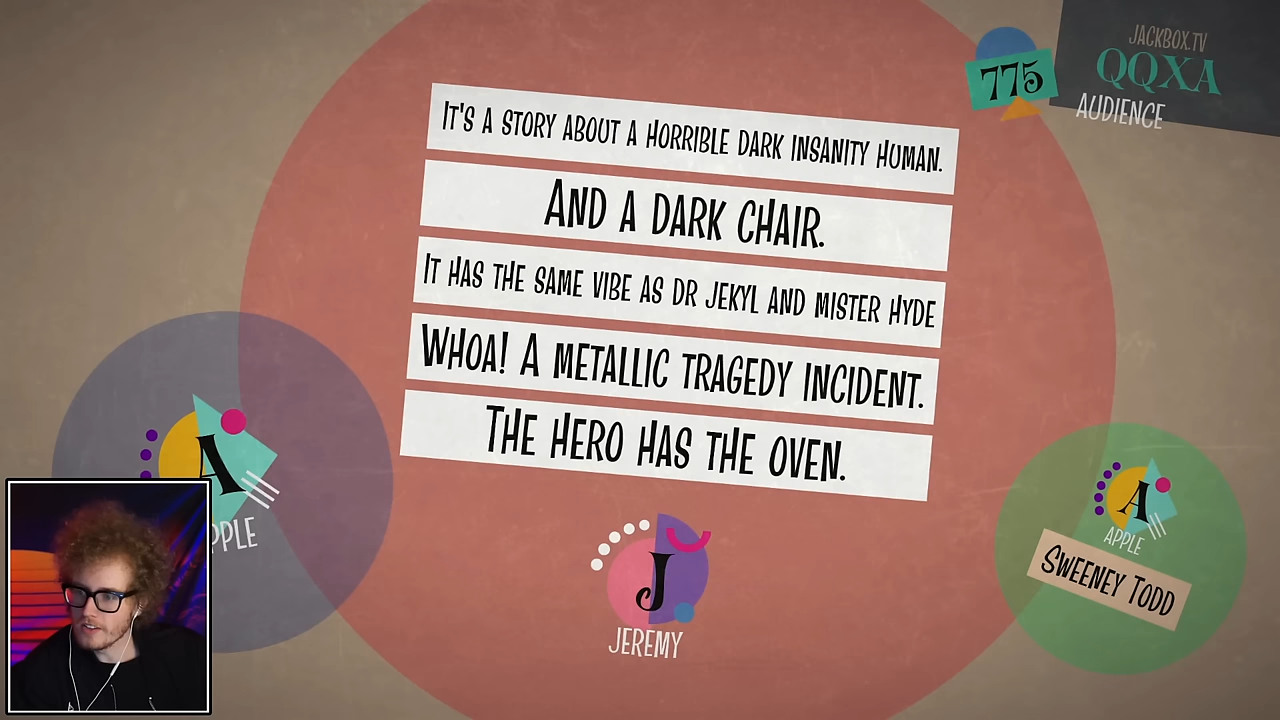 JACKBOX.TV
QQXA
AUDIENCE
775
IT'S A STORY ABOUT A HORRIBLE DARK INSANITY HUMAN.
AND A DARK CHAIR.
IT HAS THE SAME VIBE AS DR JEKYL AND MISTER HYDE
WHOA! A METALLIC TRAGEDY INCIDENT.
THE HERO HAS THE OVEN.
A
PPLE
J
JEREMY
A
APPLE
SWEENEY TODD